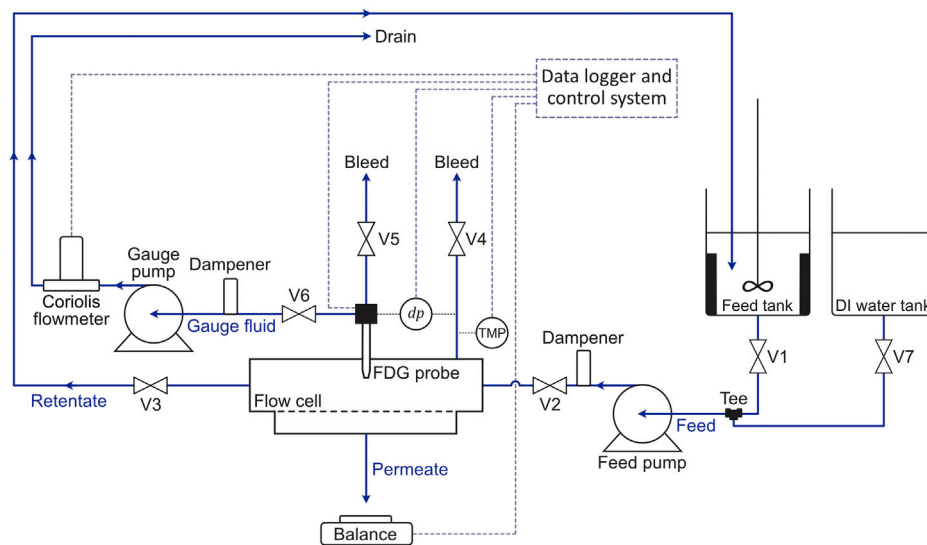 Drain
Data logger and
control system
Bleed
Bleed
V5
V4
Gauge
pump
Dampener
V6
Coriolis
flowmeter
Gauge fluid
dp
TMP
Feed tank
DI water tank
Dampener
V1
V7
FDG probe
Flow cell
Retentate
V3
V2
Tee
Feed
Feed pump
Permeate
Balance